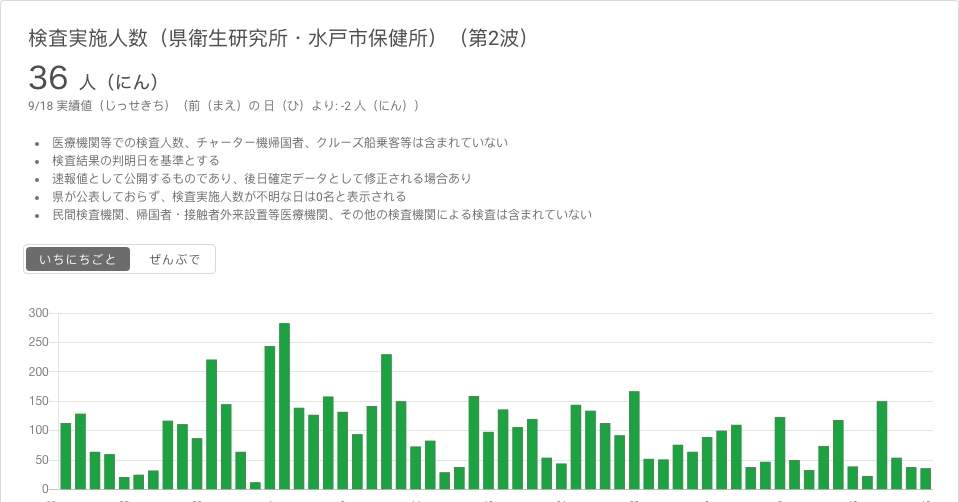 検査実施人数（県衛生研究所・水戸市保健所）（第2波）
36 人（にん）
9/18 実績値（じっせきち）（前（まえ）の 日（ひ）より: -2 人（にん））
• 医療機関等での検査人数、チャーター機帰国者、クルーズ船乗客等は含まれていない
• 検査結果の判明日を基準とする
• 速報値として公開するものであり、後日確定データとして修正される場合あり
• 県が公表しておらず、検査実施人数が不明な日は0名と表示される
• 民間検査機関、帰国者・接触者外来設置等医療機関、その他の検査機関による検査は含まれていない
いちにちごと ぜんぶで
300
250
200
150
100
50
0